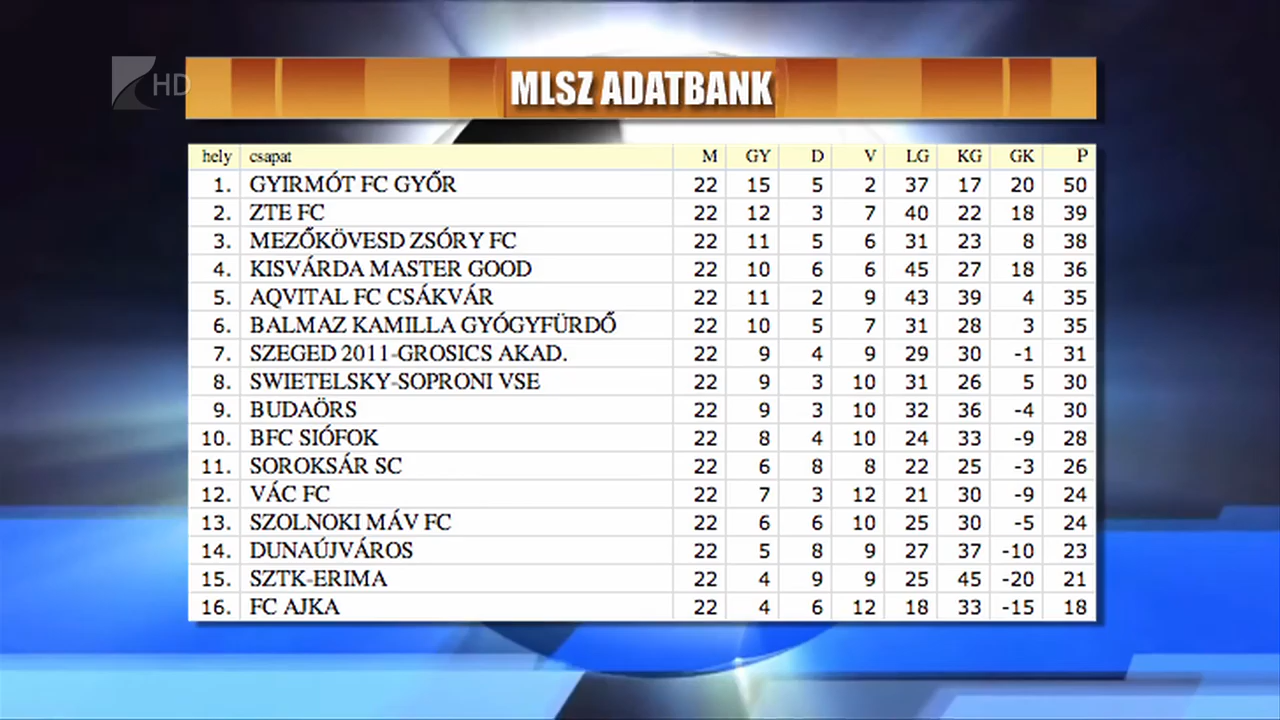 HD
MLSZ ADATBANK
hely csapat M GY D V LG KG GK P
1. GYIRMÓT FC GYŐR 22 15 5 2 37 17 20 50
2. ZTE FC 22 12 3 7 40 22 18 39
3. MEZŐKÖVESD ZSÓRY FC 22 11 5 6 31 23 8 38
4. KISVÁRDA MASTER GOOD 22 10 6 6 45 27 18 36
5. AQVITAL FC CSÁKVÁR 22 11 2 9 43 39 4 35
6. BALMAZ KAMILLA GYÓGYFÜRDŐ 22 10 5 7 31 28 3 35
7. SZEGED 2011-GROSICS AKAD. 22 9 4 9 29 30 -1 31
8. SWIETELSKY-SOPRONI VSE 22 9 3 10 31 26 5 30
9. BUDAÖRS 22 9 3 10 32 36 -4 30
10. BFC SIÓFOK 22 8 4 10 24 33 -9 28
11. SOROKSÁR SC 22 6 8 8 22 25 -3 26
12. VÁC FC 22 7 3 12 21 30 -9 24
13. SZOLNOKI MÁV FC 22 6 6 10 25 30 -5 24
14. DUNAÚJVÁROS 22 5 8 9 27 37 -10 23
15. SZTK-ERIMA 22 4 9 9 25 45 -20 21
16. FC AJKA 22 4 6 12 18 33 -15 18